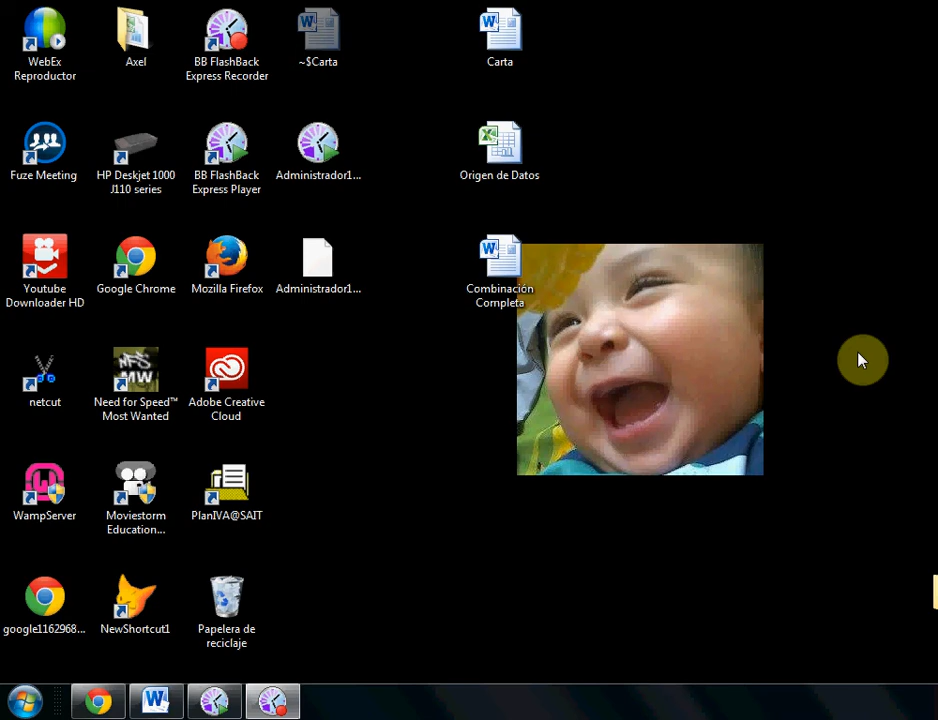 WebEx
Reproductor
Axel
BB FlashBack
Express Recorder
~$Carta
Carta
Fuze Meeting
HP Deskjet 1000
J110 series
BB FlashBack
Express Player
Administrador1...
Origen de Datos
Youtube
Downloader HD
Google Chrome
Mozilla Firefox
Administrador1...
Combinación
Completa
netcut
Need for Speed™
Most Wanted
Adobe Creative
Cloud
WampServer
Moviestorm
Education...
PlanIVA@SAIT
google1162968...
NewShortcut1
Papelera de
reciclaje